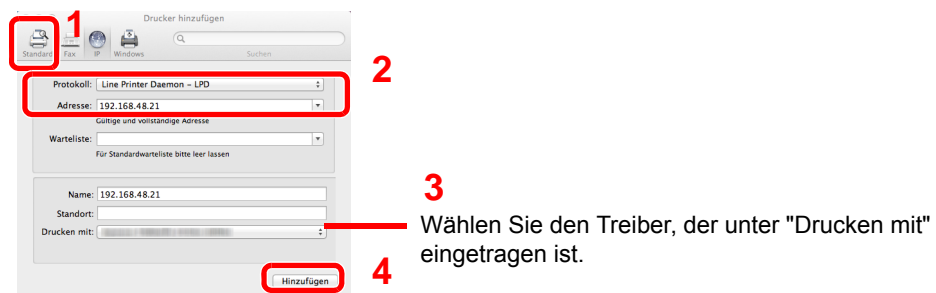 1
Drucker hinzufügen
Standard Fax IP Windows
Suchen
2
Protokoll: Line Printer Daemon – LPD
Adresse: 192.168.48.21
Gültige und vollständige Adresse
Warteliste:
Für Standardwarteliste bitte leer lassen
Name: 192.168.48.21
Standort:
Drucken mit:
3
Wählen Sie den Treiber, der unter "Drucken mit"
eingetragen ist.
Hinzufügen
4